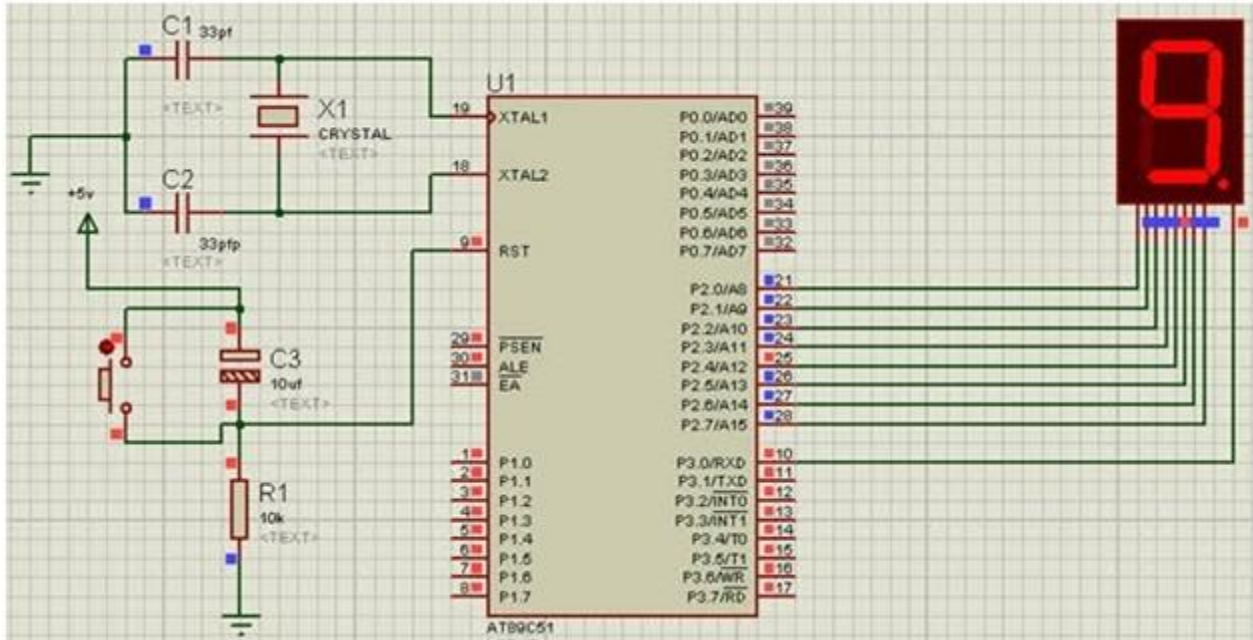 C1 33pf
<TEXT>
X1
CRYSTAL
<TEXT>
C2
33pfp
<TEXT>
+5v
C3
10uf
<TEXT>
R1
10k
<TEXT>
U1
19 XTAL1
18 XTAL2
9 RST
29 PSEN
30 ALE
31 EA
1 P1.0
2 P1.1
3 P1.2
4 P1.3
5 P1.4
6 P1.5
7 P1.6
8 P1.7
P0.0/AD0 39
P0.1/AD1 38
P0.2/AD2 37
P0.3/AD3 36
P0.4/AD4 35
P0.5/AD5 34
P0.6/AD6 33
P0.7/AD7 32
P2.0/A8 21
P2.1/A9 22
P2.2/A10 23
P2.3/A11 24
P2.4/A12 25
P2.5/A13 26
P2.6/A14 27
P2.7/A15 28
P3.0/RXD 10
P3.1/TXD 11
P3.2/INT0 12
P3.3/INT1 13
P3.4/T0 14
P3.5/T1 15
P3.6/WR 16
P3.7/RD 17
AT89C51
9.